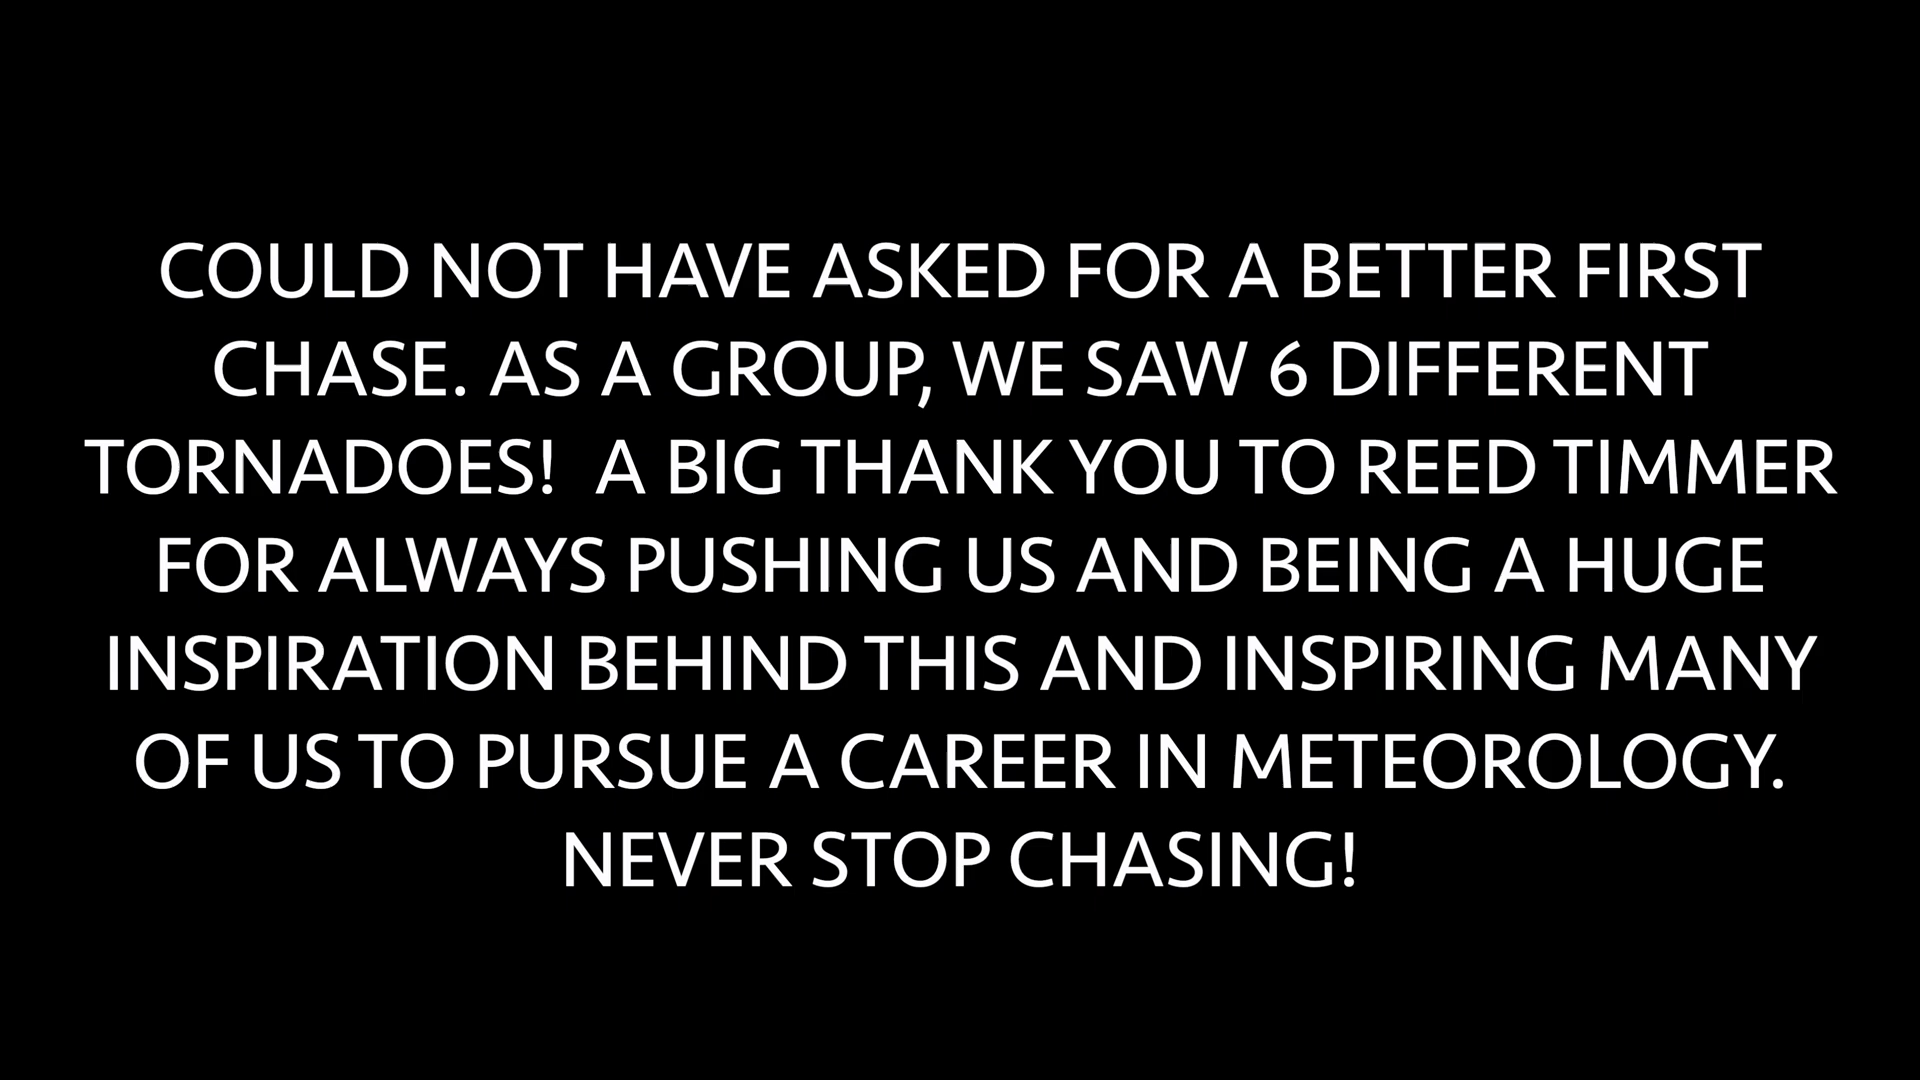 COULD NOT HAVE ASKED FOR A BETTER FIRST
CHASE. AS A GROUP, WE SAW 6 DIFFERENT
TORNADOES!  A BIG THANK YOU TO REED TIMMER
FOR ALWAYS PUSHING US AND BEING A HUGE
INSPIRATION BEHIND THIS AND INSPIRING MANY
OF US TO PURSUE A CAREER IN METEOROLOGY.
NEVER STOP CHASING!